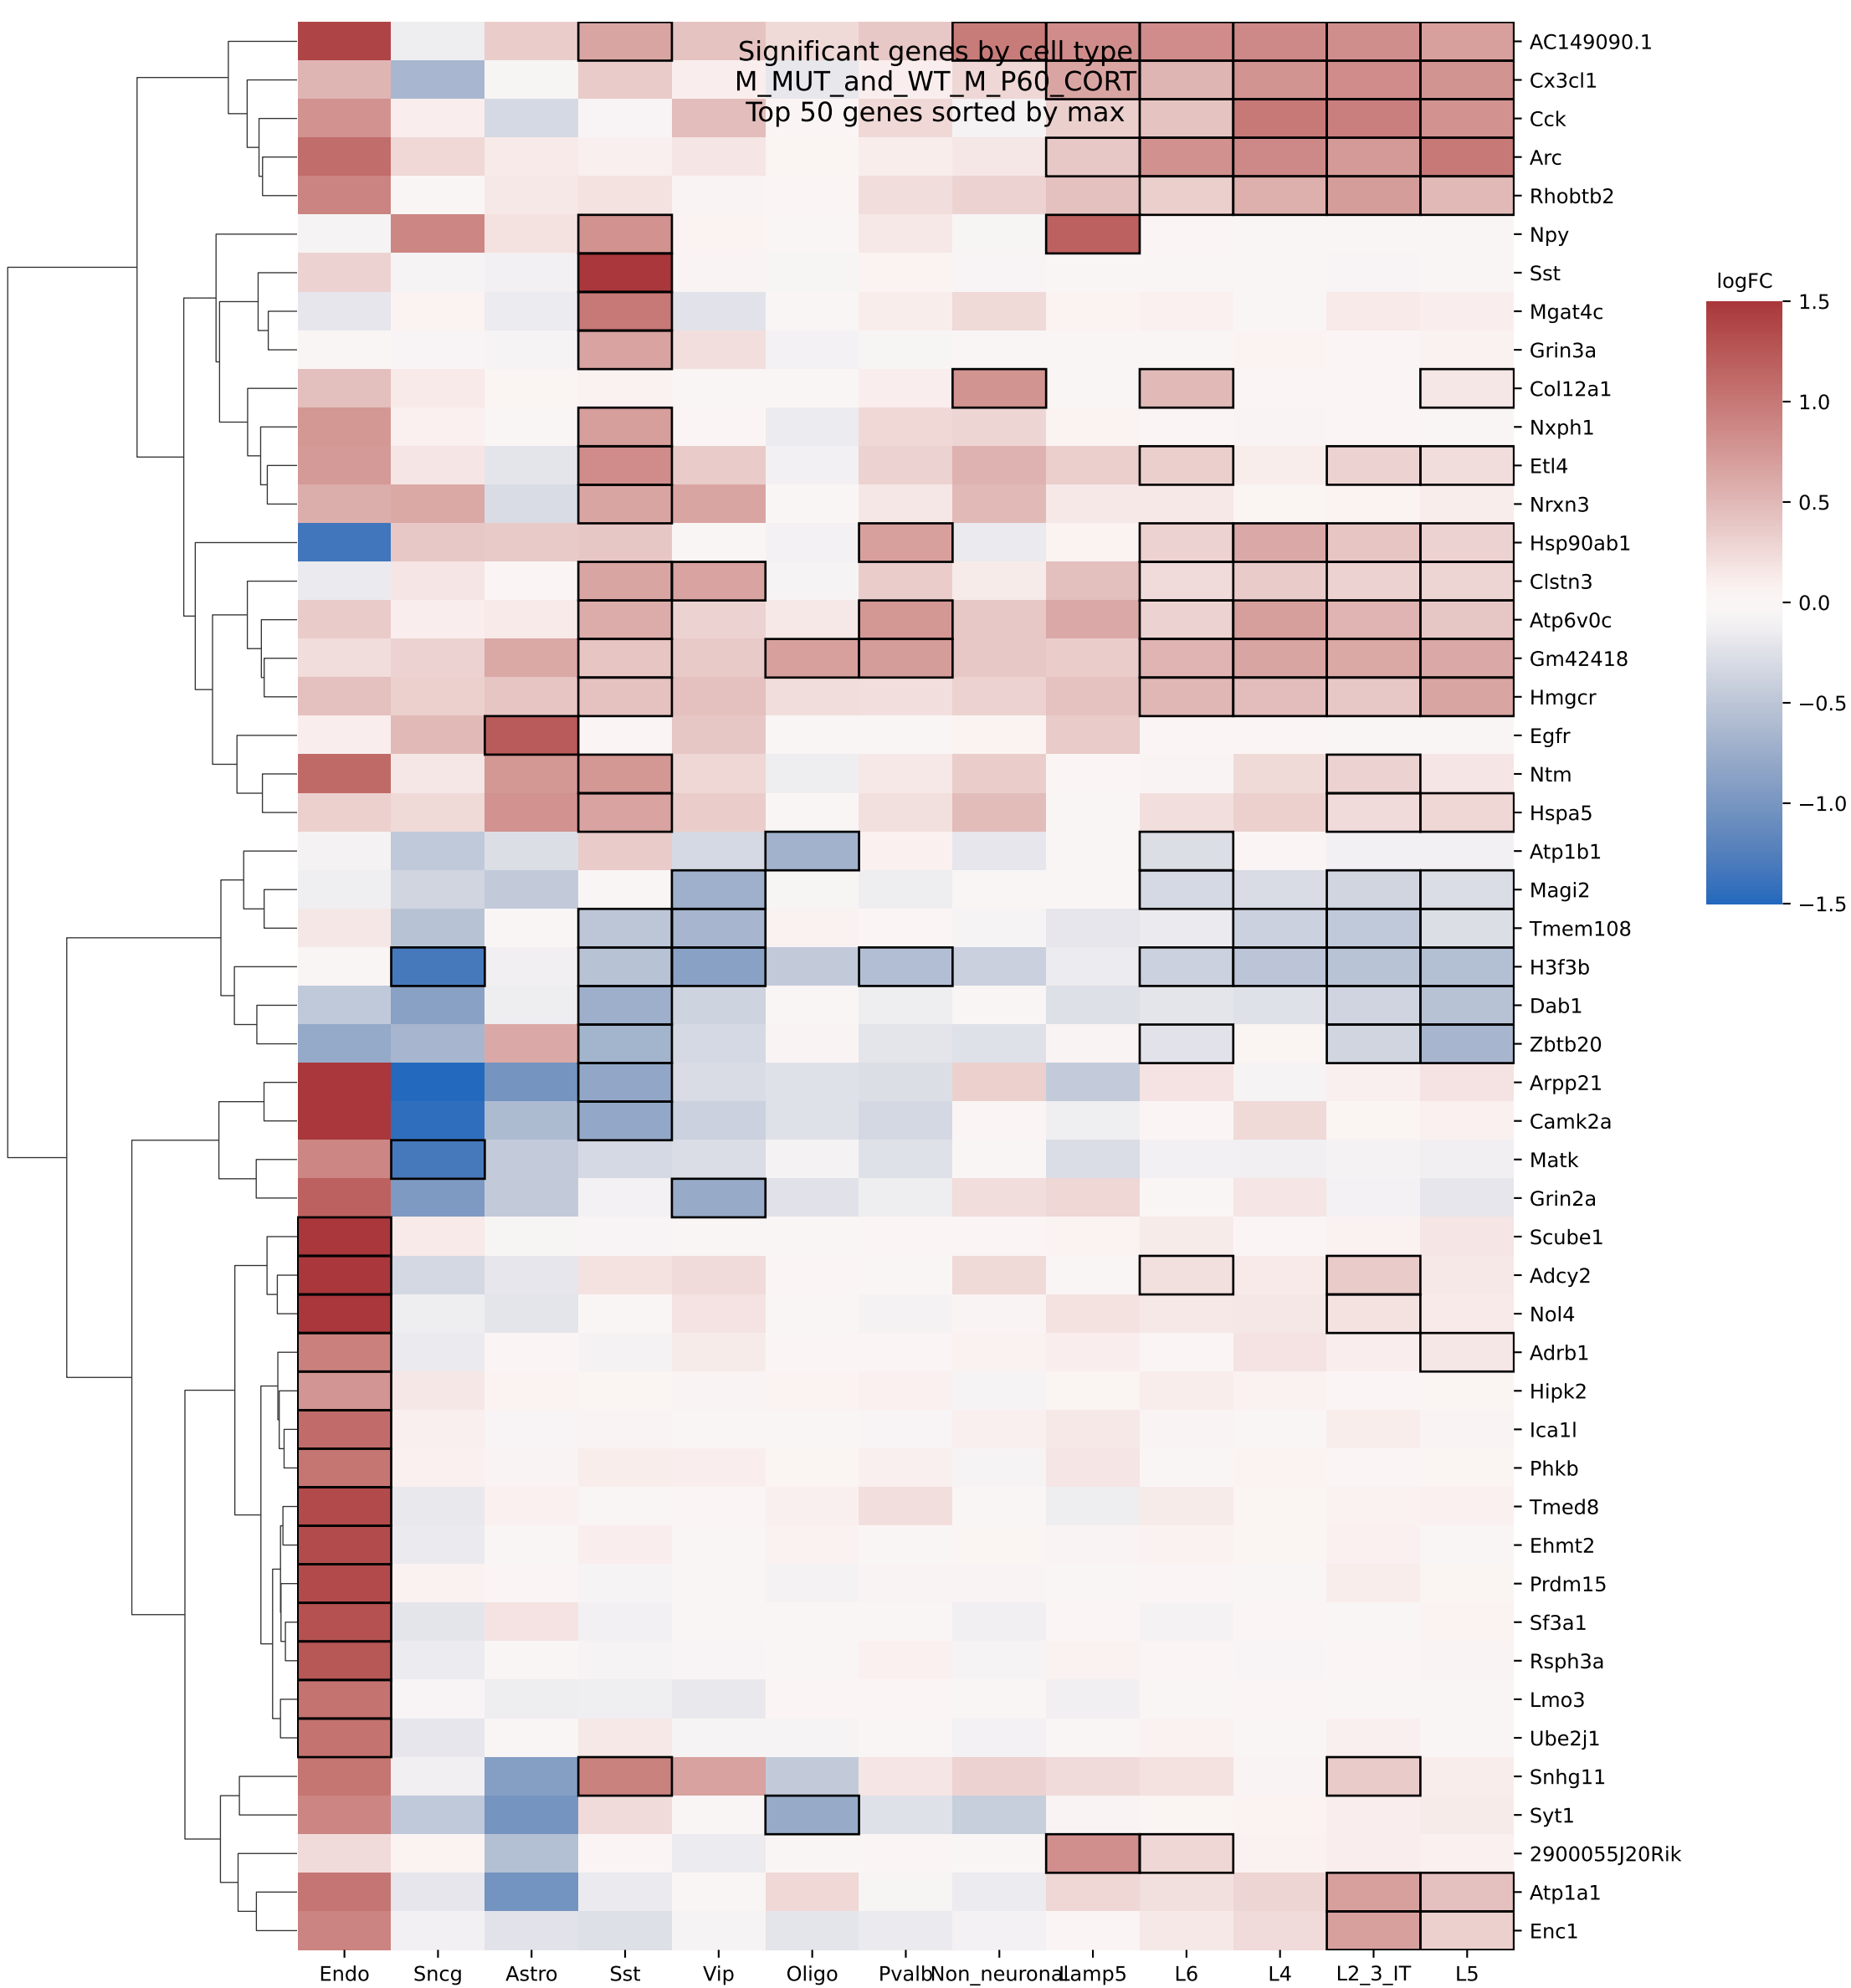 Significant genes by cell type
M_MUT_and_WT_M_P60_CORT
Top 50 genes sorted by max
AC149090.1
Cx3cl1
Cck
Arc
Rhobtb2
Npy
Sst
Mgat4c
Grin3a
Col12a1
Nxph1
Etl4
Nrxn3
Hsp90ab1
Clstn3
Atp6v0c
Gm42418
Hmgcr
Egfr
Ntm
Hspa5
Atp1b1
Magi2
Tmem108
H3f3b
Dab1
Zbtb20
Arpp21
Camk2a
Matk
Grin2a
Scube1
Adcy2
Nol4
Adrb1
Hipk2
Ica1l
Phkb
Tmed8
Ehmt2
Prdm15
Sf3a1
Rsph3a
Lmo3
Ube2j1
Snhg11
Syt1
2900055J20Rik
Atp1a1
Enc1
logFC
1.5
1.0
0.5
0.0
−0.5
−1.0
−1.5
Endo Sncg Astro Sst Vip Oligo Pvalb Non_neuronal Lamp5 L6 L4 L2_3_IT L5